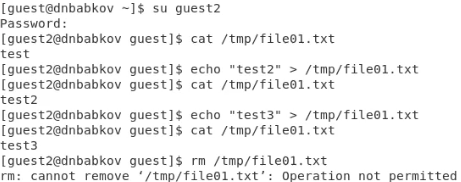 [guest@dnbabkov ~]$ su guest2
Password:
[guest2@dnbabkov guest]$ cat /tmp/file01.txt
test
[guest2@dnbabkov guest]$ echo "test2" > /tmp/file01.txt
[guest2@dnbabkov guest]$ cat /tmp/file01.txt
test2
[guest2@dnbabkov guest]$ echo "test3" > /tmp/file01.txt
[guest2@dnbabkov guest]$ cat /tmp/file01.txt
test3
[guest2@dnbabkov guest]$ rm /tmp/file01.txt
rm: cannot remove ‘/tmp/file01.txt’: Operation not permitted